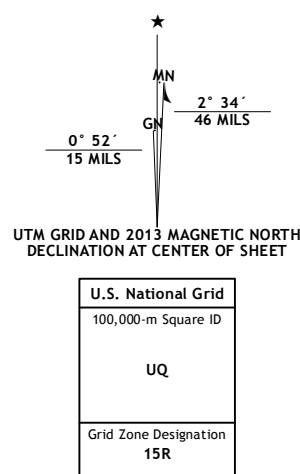 ★
MN
GN
2° 34´
46 MILS
0° 52´
15 MILS
UTM GRID AND 2013 MAGNETIC NORTH
DECLINATION AT CENTER OF SHEET
U.S. National Grid
100,000-m Square ID
UQ
Grid Zone Designation
15R